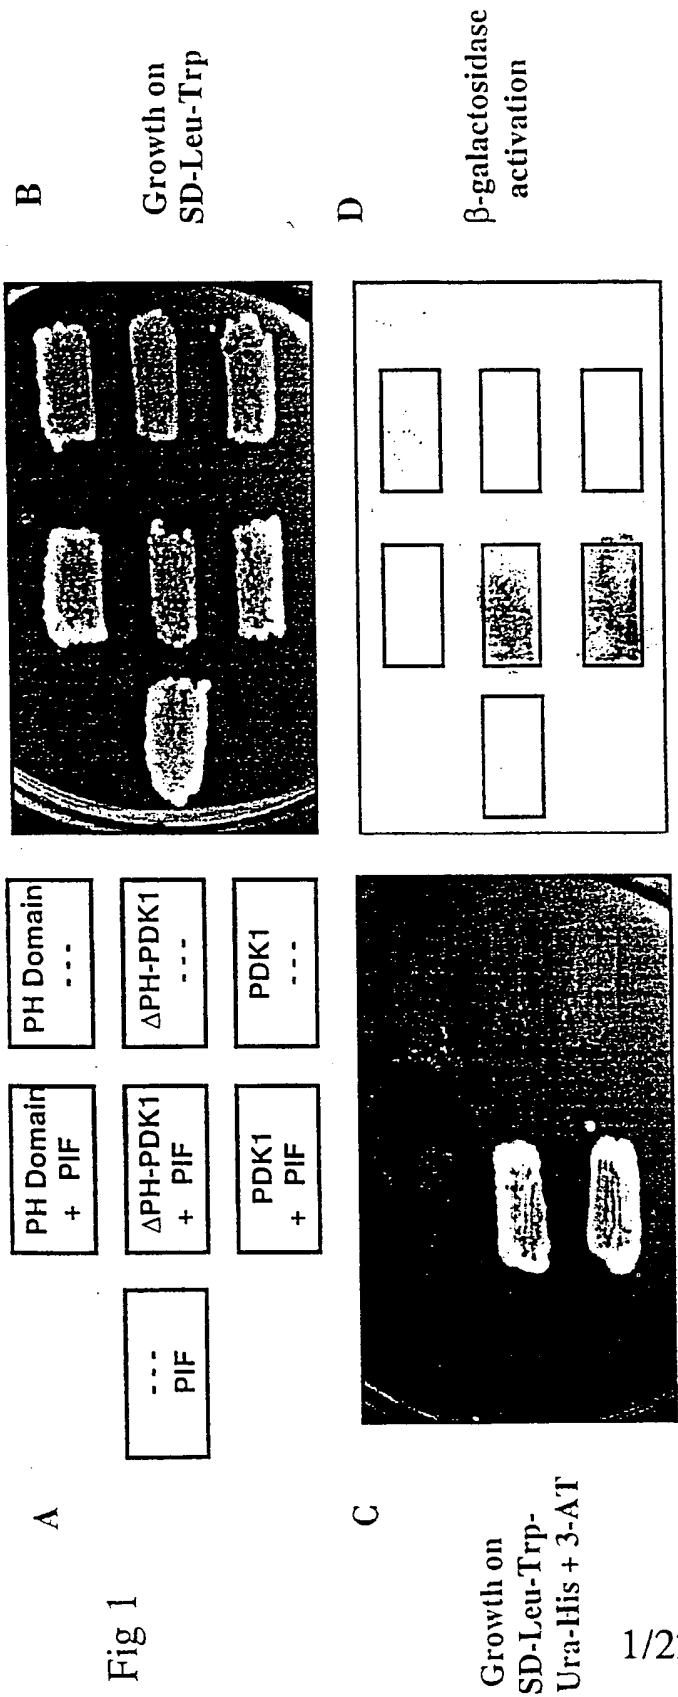 Fig 1
A
PH Domain
+ PIF
PH Domain
---
---
PIF
ΔPH-PDK1
+ PIF
ΔPH-PDK1
---
PDK1
+ PIF
PDK1
---
B
Growth on
SD-Leu-Trp
C
Growth on
SD-Leu-Trp-
Ura-His + 3-AT
D
β-galactosidase
activation